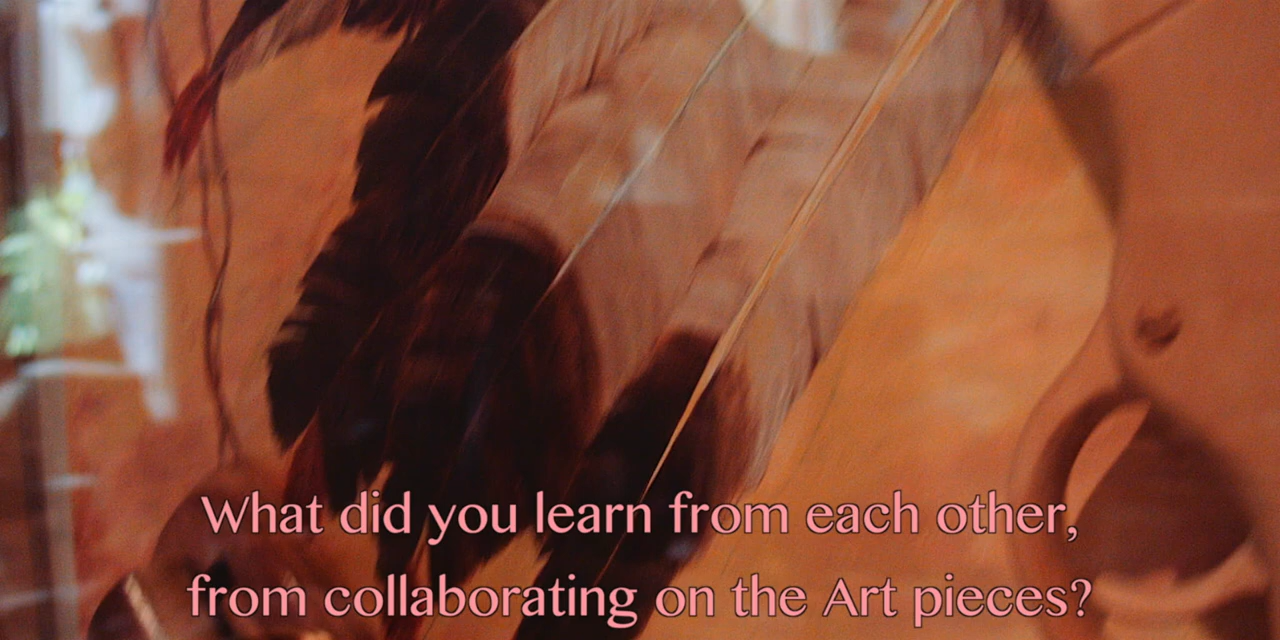 What did you learn from each other,
from collaborating on the Art pieces?